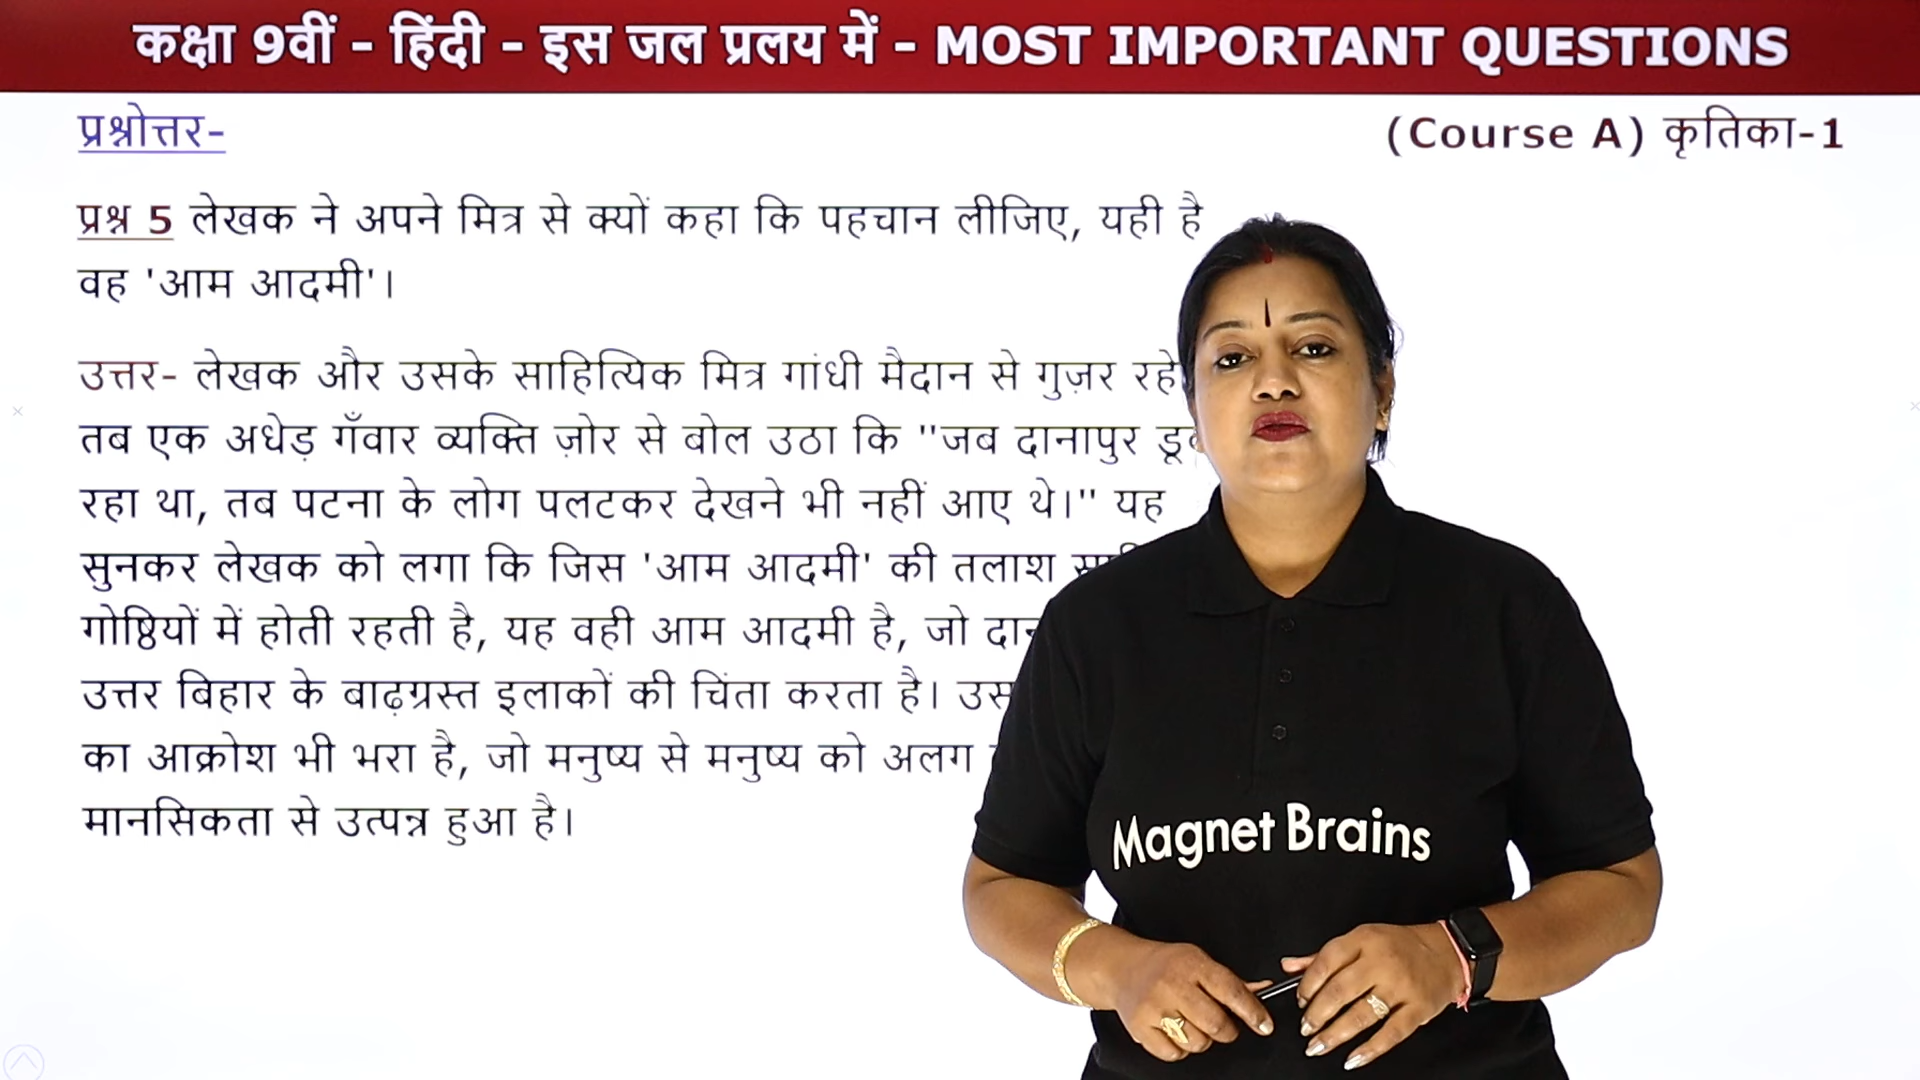 कक्षा 9वीं - हिंदी - इस जल प्रलय में - MOST IMPORTANT QUESTIONS
प्रश्नोत्तर-
(Course A) कृतिका-1
प्रश्न 5 लेखक ने अपने मित्र से क्यों कहा कि पहचान लीजिए, यही है
वह 'आम आदमी'।
उत्तर- लेखक और उसके साहित्यिक मित्र गांधी मैदान से गुज़र रहे
तब एक अधेड़ गँवार व्यक्ति ज़ोर से बोल उठा कि "जब दानापुर
रहा था, तब पटना के लोग पलटकर देखने भी नहीं आए थे।" यह
सुनकर लेखक को लगा कि जिस 'आम आदमी' की तलाश
गोष्ठियों में होती रहती है, यह वही आम आदमी है, जो
उत्तर बिहार के बाढ़ग्रस्त इलाकों की चिंता करता है।
का आक्रोश भी भरा है, जो मनुष्य से मनुष्य को अलग
मानसिकता से उत्पन्न हुआ है।
Magnet Brains